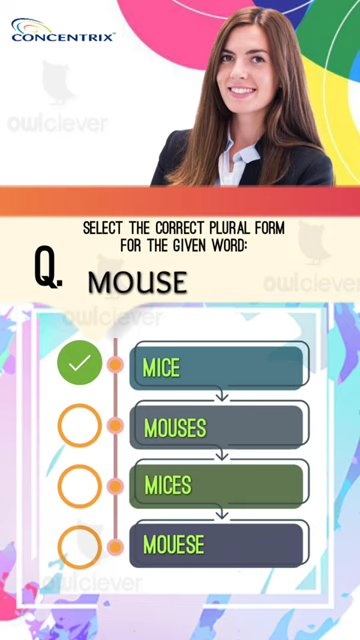 CONCENTRIX
owlclever
SELECT THE CORRECT PLURAL FORM
FOR THE GIVEN WORD:
Q. MOUSE
owlclever
owlclever
MICE
MOUSES
MICES
MOUESE
owlclever